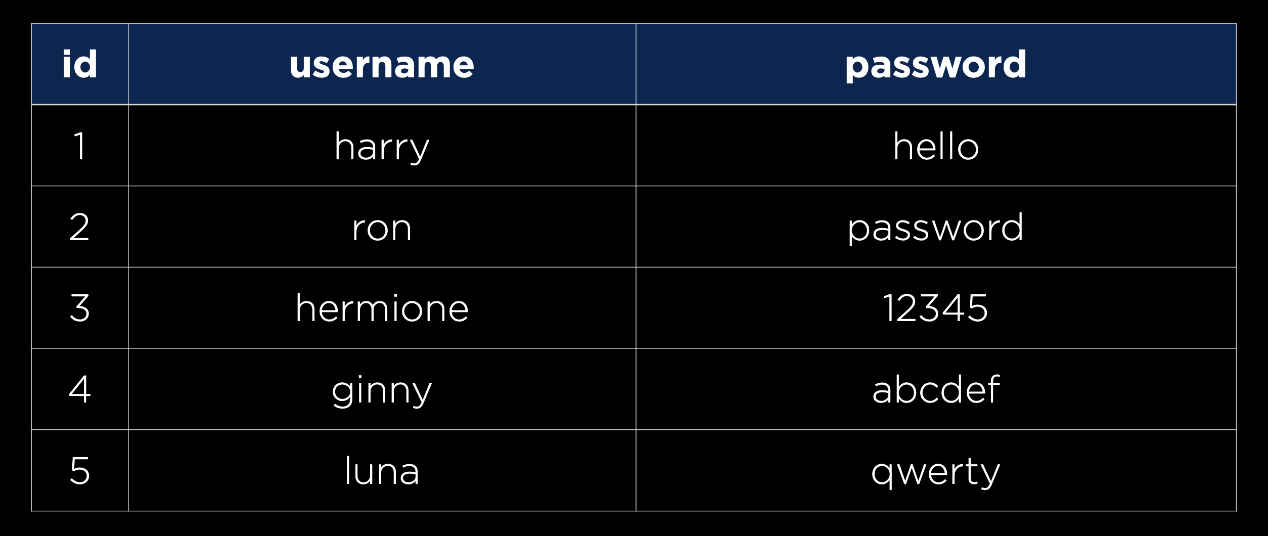 id username password
1 harry hello
2 ron password
3 hermione 12345
4 ginny abcdef
5 luna qwerty